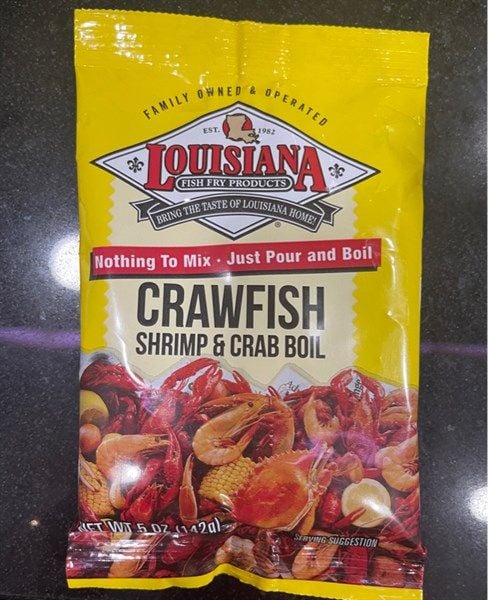 FAMILY OWNED & OPERATED
EST. 1982
LOUISIANA
FISH FRY PRODUCTS
BRING THE TASTE OF LOUISIANA HOME!
®
Nothing To Mix · Just Pour and Boil
CRAWFISH
SHRIMP & CRAB BOIL
NET WT 5 OZ (142g)
SERVING SUGGESTION